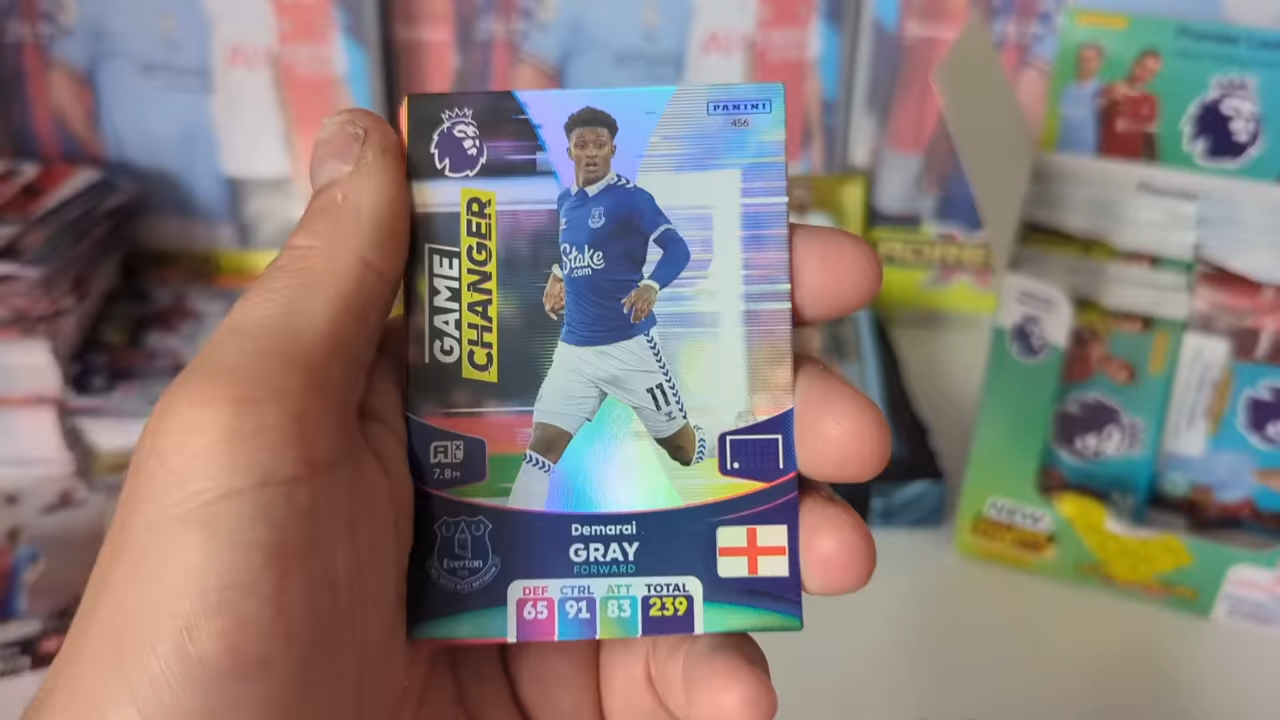 PANINI
456
GAME
CHANGER
Stake
.com
11
7.8M
Everton
Demarai
GRAY
FORWARD
DEF CTRL ATT TOTAL
65 91 83 239
NEW